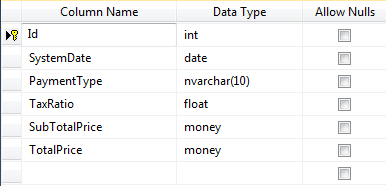 Column Name Data Type Allow Nulls
Id int
SystemDate date
PaymentType nvarchar(10)
TaxRatio float
SubTotalPrice money
TotalPrice money